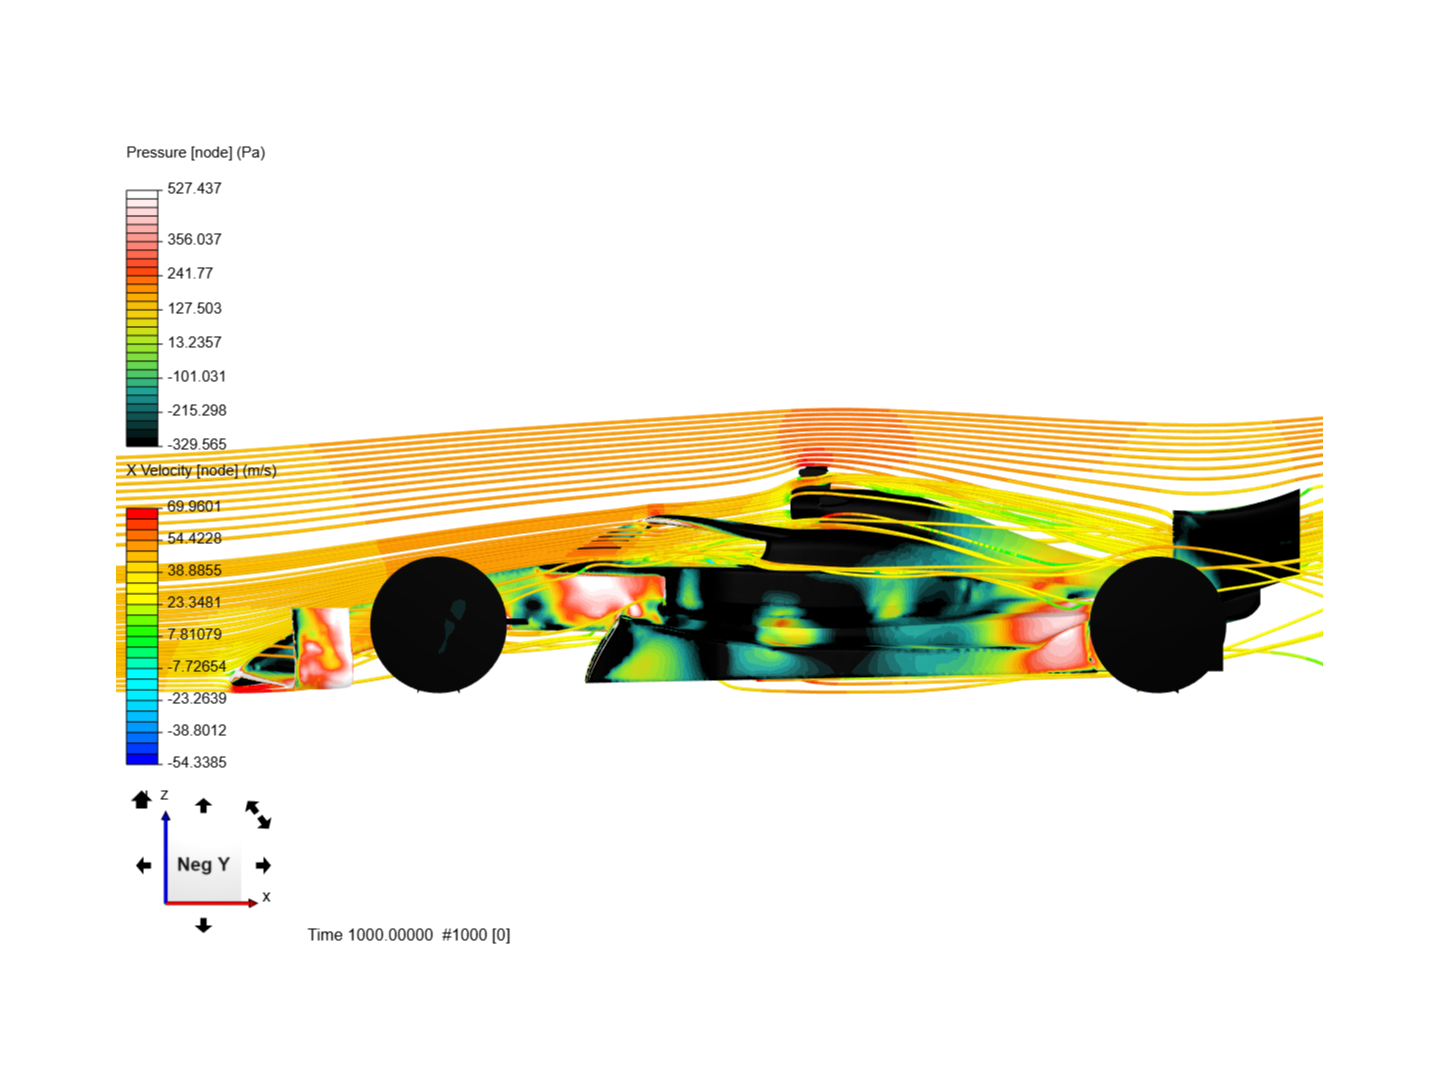 Pressure [node] (Pa)
527.437
356.037
241.77
127.503
13.2357
-101.031
-215.298
-329.565
X Velocity [node] (m/s)
69.9601
54.4228
38.8855
23.3481
7.81079
-7.72654
-23.2639
-38.8012
-54.3385
Z
Neg Y
X
Time 1000.00000 #1000 [0]